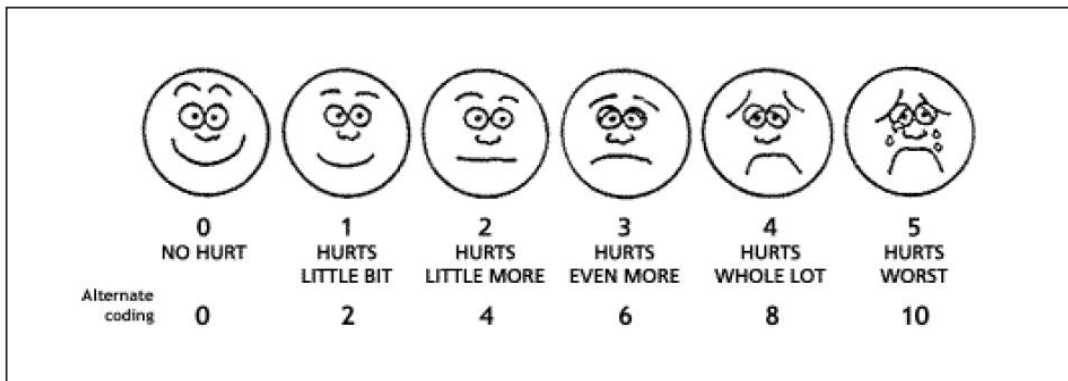 0 1 2 3 4 5
NO HURT HURTS HURTS HURTS HURTS HURTS
LITTLE BIT LITTLE MORE EVEN MORE WHOLE LOT WORST
Alternate
coding 0 2 4 6 8 10